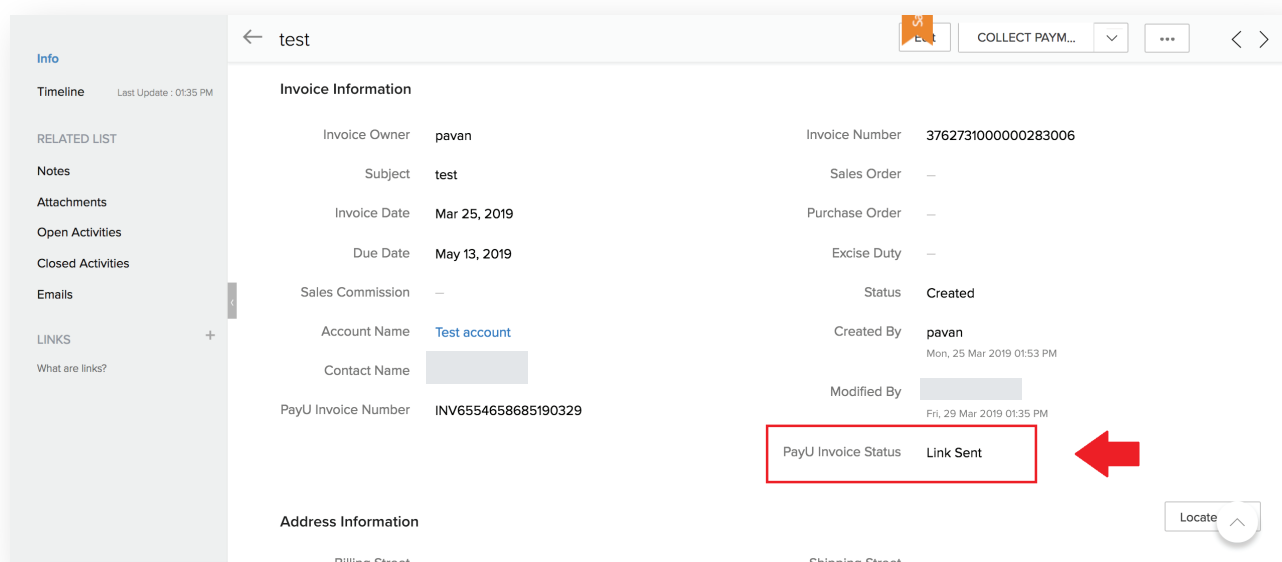 test
COLLECT PAYM...
Info
Timeline
Last Update : 01:35 PM
RELATED LIST
Notes
Attachments
Open Activities
Closed Activities
Emails
LINKS
What are links?
Invoice Information
Invoice Owner pavan
Subject test
Invoice Date Mar 25, 2019
Due Date May 13, 2019
Sales Commission –
Account Name Test account
Contact Name
PayU Invoice Number INV6554658685190329
Invoice Number 3762731000000283006
Sales Order –
Purchase Order –
Excise Duty –
Status Created
Created By pavan
Mon, 25 Mar 2019 01:53 PM
Modified By
Fri, 29 Mar 2019 01:35 PM
PayU Invoice Status Link Sent
Address Information
Locate
Billing Street
Shipping Street